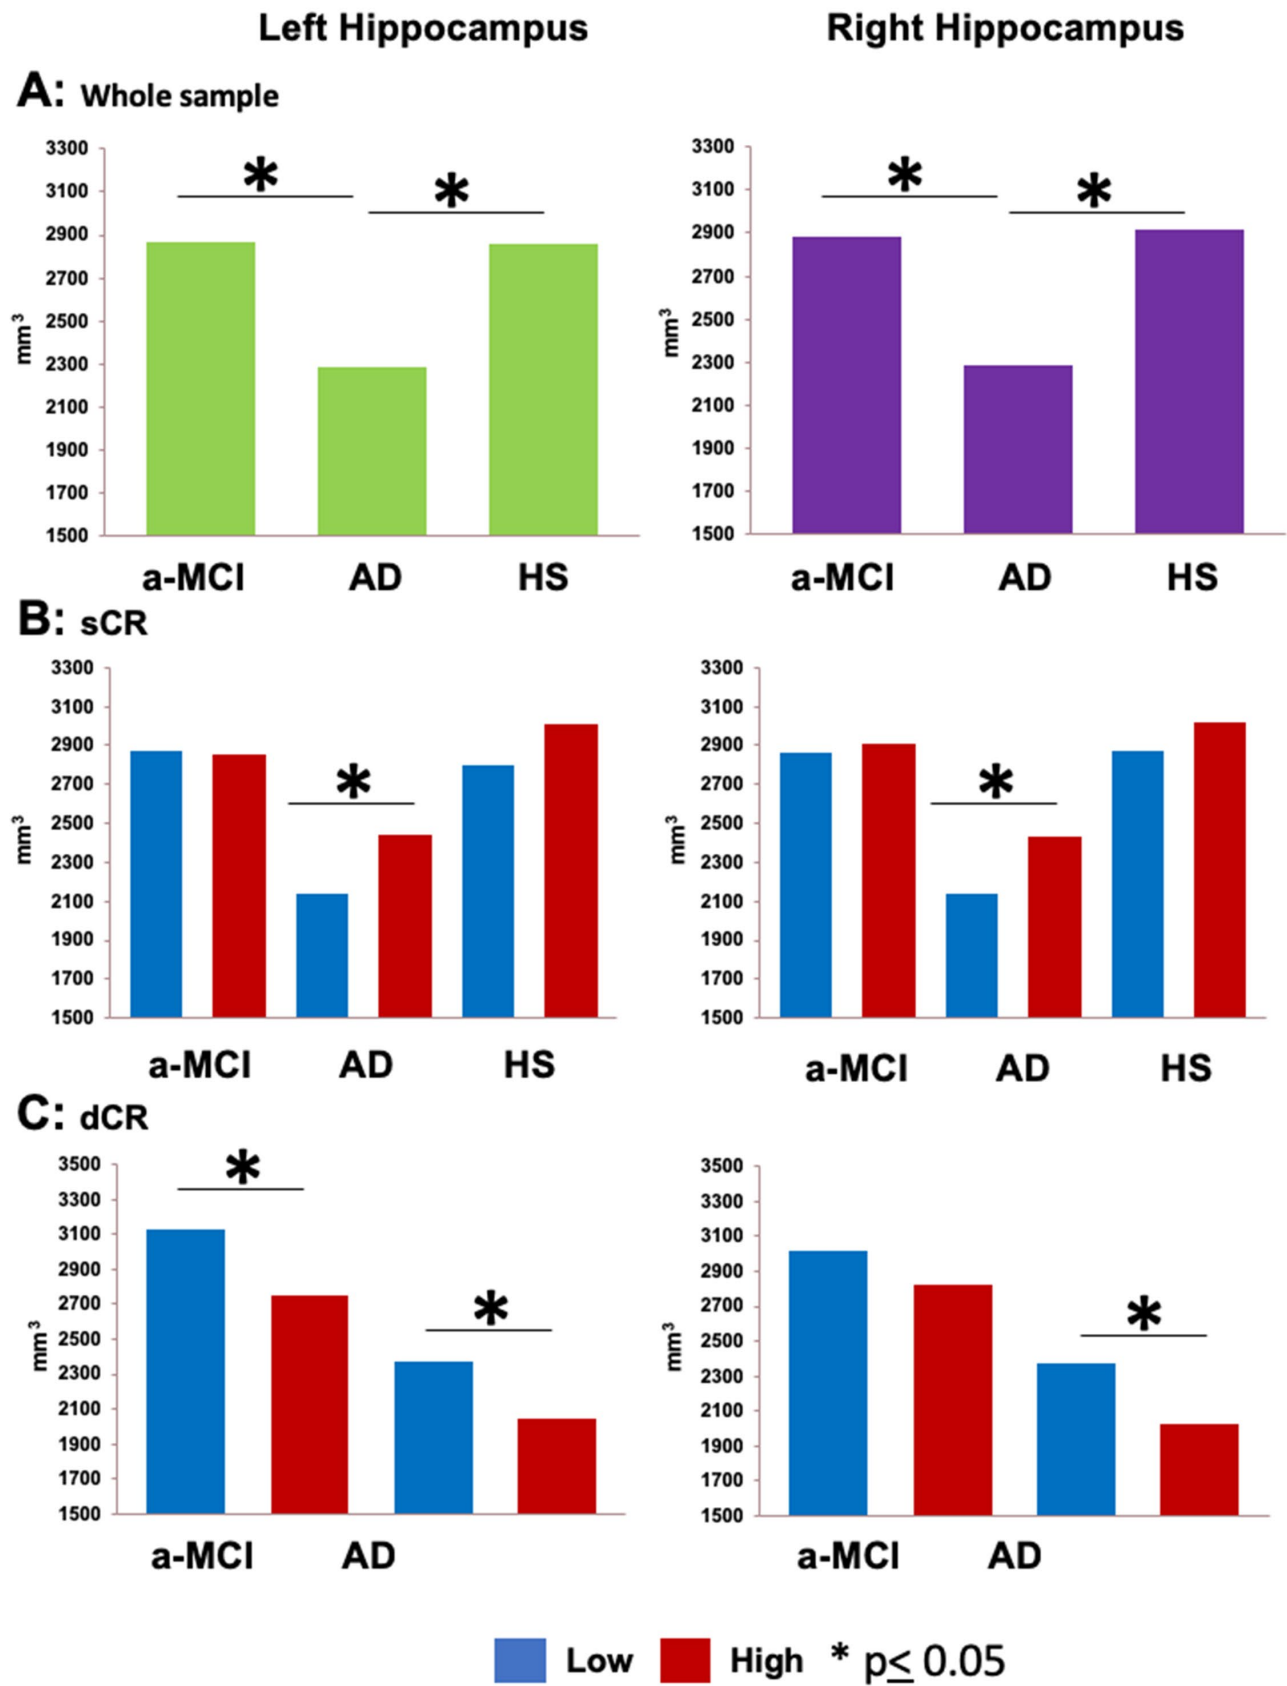 Left Hippocampus
Right Hippocampus
A: Whole sample
3300
3100
2900
2700
2500
2300
2100
1900
1700
1500
mm³
*
*
a-MCI
AD
HS
3300
3100
2900
2700
2500
2300
2100
1900
1700
1500
mm³
*
*
a-MCI
AD
HS
B: sCR
3300
3100
2900
2700
2500
2300
2100
1900
1700
1500
mm³
*
a-MCI
AD
HS
3300
3100
2900
2700
2500
2300
2100
1900
1700
1500
mm³
*
a-MCI
AD
HS
C: dCR
3500
3300
3100
2900
2700
2500
2300
2100
1900
1700
1500
mm³
*
*
a-MCI
AD
3500
3300
3100
2900
2700
2500
2300
2100
1900
1700
1500
mm³
*
a-MCI
AD
Low
High
* p≤ 0.05